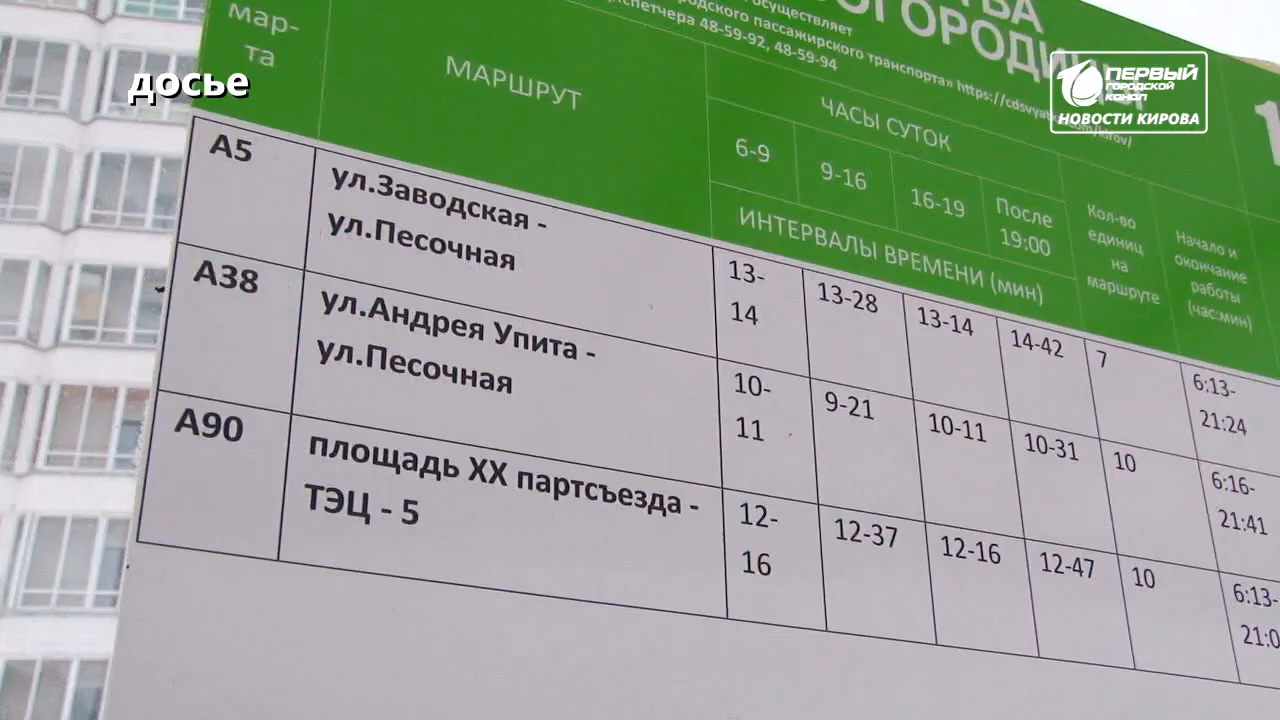 досье
ПЕРВЫЙ
ГОРОДСКОЙ
КАНАЛ
НОВОСТИ КИРОВА
осуществляет
пассажирского транспорта» https://
48-59-92, 48-59-94
мар-
та
МАРШРУТ
ЧАСЫ СУТОК
6-9
9-16
16-19
После
19:00
ИНТЕРВАЛЫ ВРЕМЕНИ (мин)
Кол-во
единиц
на
маршруте
Начало и
окончание
работы
(час:мин)
А5
ул.Заводская -
ул.Песочная
13-
14
13-28
13-14
14-42
7
6:13-
21:24
А38
ул.Андрея Упита -
ул.Песочная
10-
11
9-21
10-11
10-31
10
6:16-
21:41
А90
площадь XX партсъезда -
ТЭЦ - 5
12-
16
12-37
12-16
12-47
10
6:13-